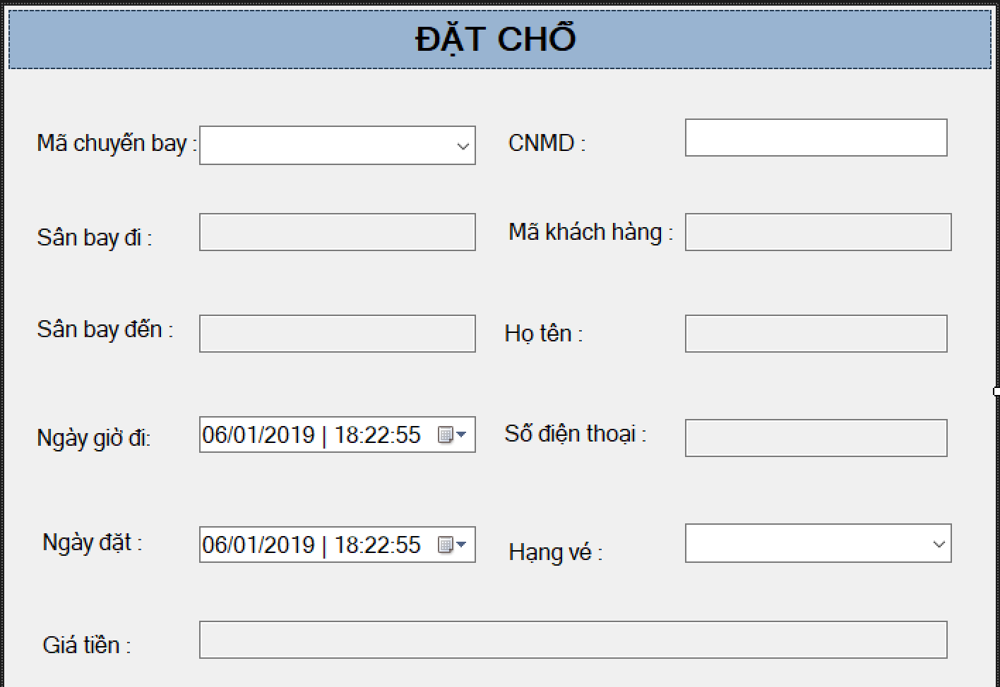 ĐẶT CHỖ
Mã chuyến bay :
CNMD :
Sân bay đi :
Mã khách hàng :
Sân bay đến :
Họ tên :
Ngày giờ đi: 06/01/2019 | 18:22:55
Số điện thoại :
Ngày đặt : 06/01/2019 | 18:22:55
Hạng vé :
Giá tiền :